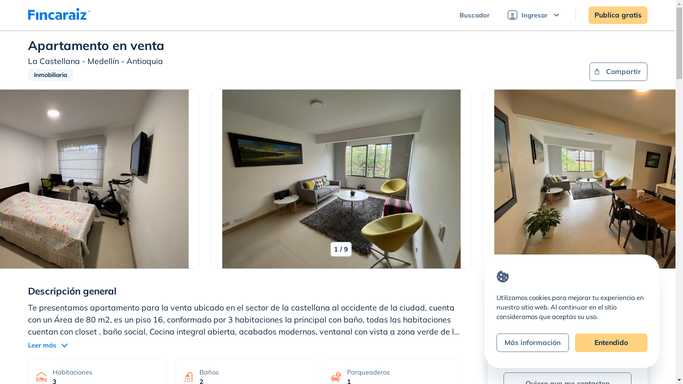 Fincaraiz
Buscador
Ingresar
Publica gratis
Apartamento en venta
La Castellana - Medellín - Antioquia
Inmobiliaria
Compartir
1 / 9
Descripción general
Te presentamos apartamento para la venta ubicado en el sector de la castellana al occidente de la ciudad, cuenta
con un Área de 80 m2, es un piso 16, conformado por 3 habitaciones la principal con baño, todas las habitaciones
cuentan con closet , baño social, Cocina integral abierta, acabados modernos, ventanal con vista a zona verde de l...
Leer más
Habitaciones
3
Baños
2
Parqueaderos
1
Utilizamos cookies para mejorar tu experiencia en
nuestro sitio web. Al continuar en el sitio
consideramos que aceptas su uso.
Más información
Entendido
Quiero que me contacten